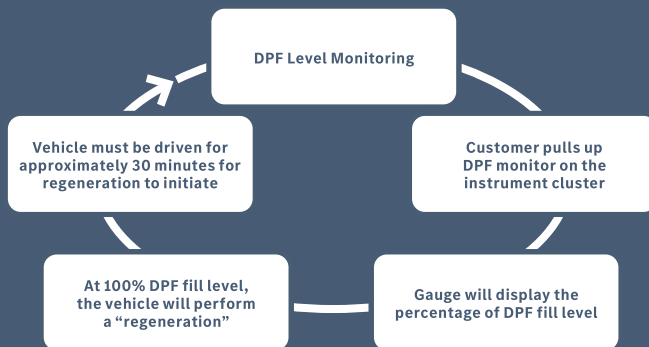 DPF Level Monitoring
Customer pulls up
DPF monitor on the
instrument cluster
Gauge will display the
percentage of DPF fill level
At 100% DPF fill level,
the vehicle will perform
a “regeneration”
Vehicle must be driven for
approximately 30 minutes for
regeneration to initiate